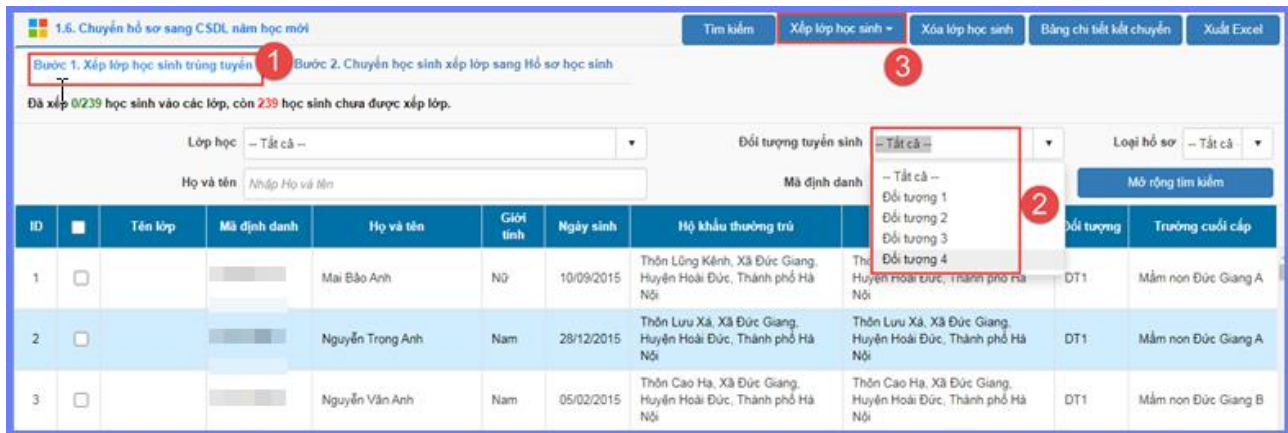 1.6. Chuyển hồ sơ sang CSDL năm học mới
Tìm kiếm
Xếp lớp học sinh
Xóa lớp học sinh
Bảng chi tiết kết chuyển
Xuất Excel
Bước 1. Xếp lớp học sinh trúng tuyển
1
Bước 2. Chuyển học sinh xếp lớp sang Hồ sơ học sinh
3
Đã xếp 0/239 học sinh vào các lớp, còn 239 học sinh chưa được xếp lớp.
Lớp học -- Tất cả -- Đối tượng tuyển sinh -- Tất cả -- Loại hồ sơ -- Tất cả
Họ và tên Nhập Họ và tên Mã định danh Mở rộng tìm kiếm
-- Tất cả --
Đối tượng 1
Đối tượng 2
Đối tượng 3
Đối tượng 4
2
ID Tên lớp Mã định danh Họ và tên Giới tính Ngày sinh Hộ khẩu thường trú Đối tượng Trường cuối cấp
1 Mai Bảo Anh Nữ 10/09/2015 Thôn Lũng Kênh, Xã Đức Giang, Huyện Hoài Đức, Thành phố Hà Nội Huyện Hoài Đức, Thành phố Hà Nội DT1 Mầm non Đức Giang A
2 Nguyễn Trọng Anh Nam 28/12/2015 Thôn Lưu Xá, Xã Đức Giang, Huyện Hoài Đức, Thành phố Hà Nội Thôn Lưu Xá, Xã Đức Giang, Huyện Hoài Đức, Thành phố Hà Nội DT1 Mầm non Đức Giang A
3 Nguyễn Văn Anh Nam 05/02/2015 Thôn Cao Hạ, Xã Đức Giang, Huyện Hoài Đức, Thành phố Hà Nội Thôn Cao Hạ, Xã Đức Giang, Huyện Hoài Đức, Thành phố Hà Nội DT1 Mầm non Đức Giang B